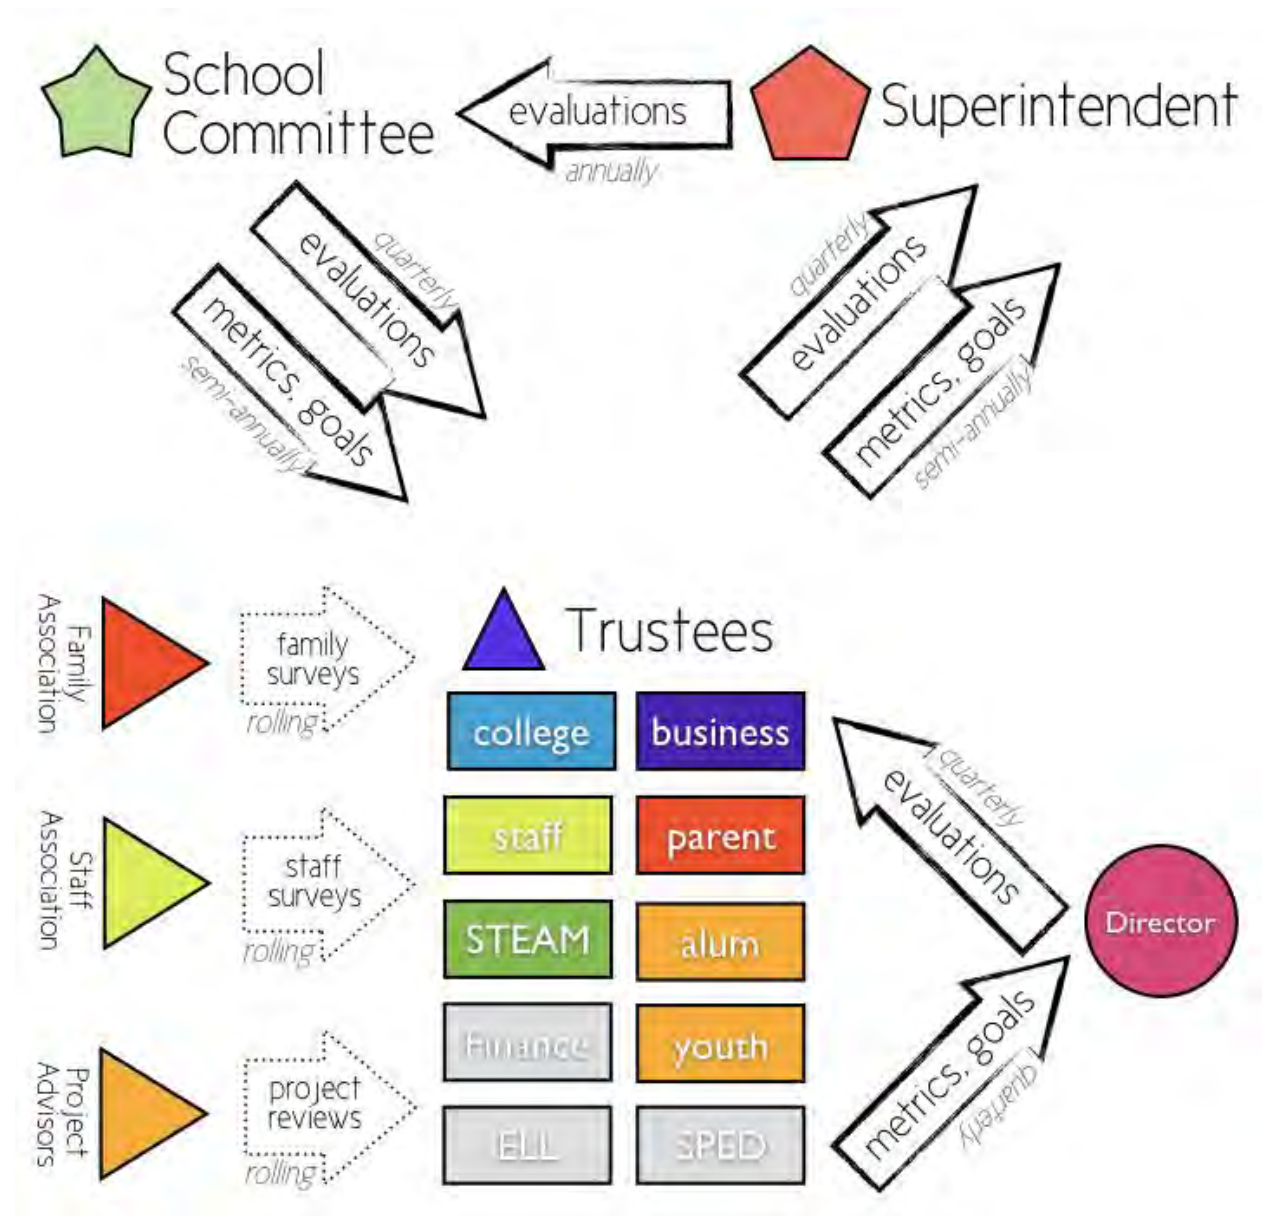 School
Committee
evaluations
annually
Superintendent
evaluations
quarterly
metrics, goals
semi-annually
quarterly
evaluations
metrics, goals
semi-annually
Family
Association
family
surveys
rolling
Trustees
college
business
staff
parent
STEAM
alum
Finance
youth
ELL
SPED
Staff
Association
staff
surveys
rolling
Project
Advisors
project
reviews
rolling
quarterly
evaluations
Director
metrics, goals
quarterly